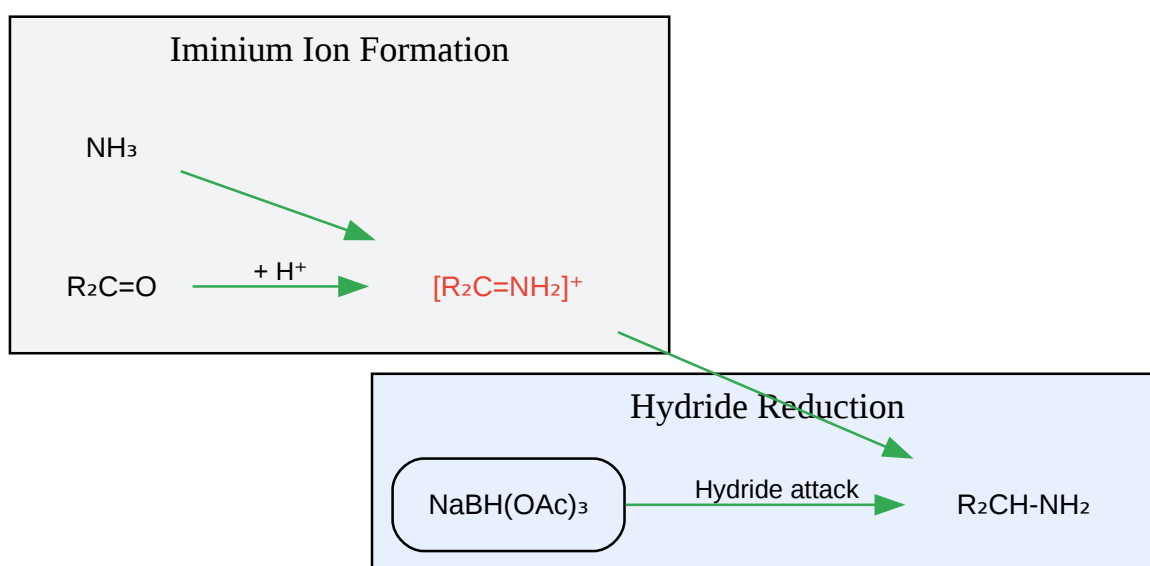 Iminium Ion Formation
NH₃
+ H⁺
R₂C=O
[R₂C=NH₂]⁺
Hydride Reduction
NaBH(OAc)₃
Hydride attack
R₂CH-NH₂